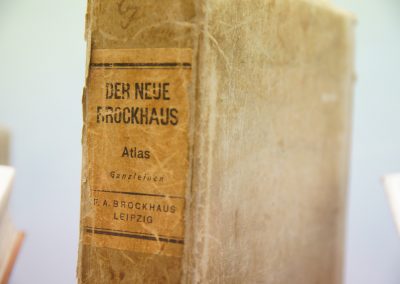 DER NEUE
BROCKHAUS
Atlas
Ganzleinen
F. A. BROCKHAUS
LEIPZIG